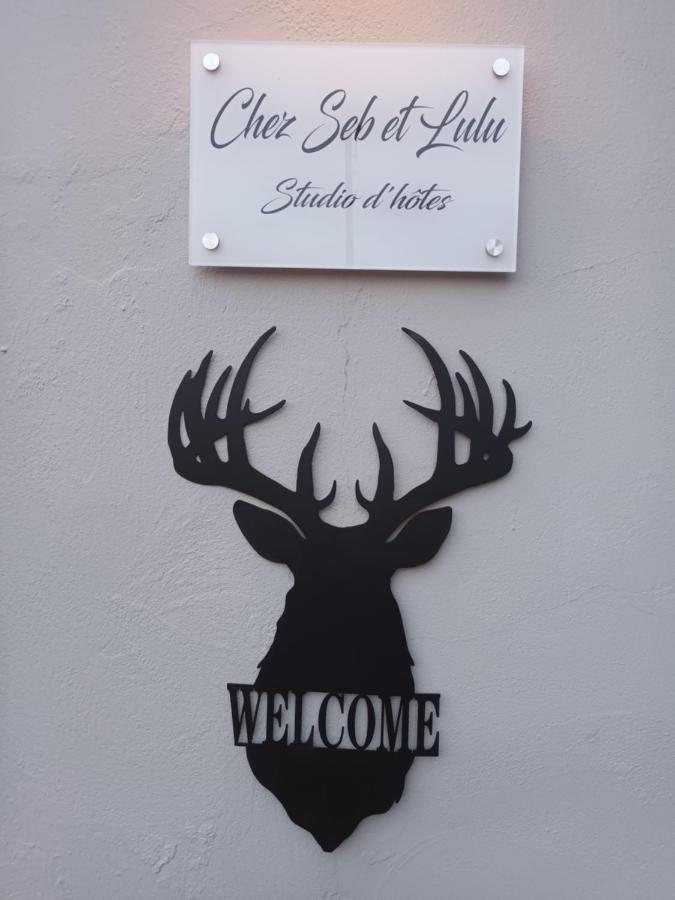 Chez Seb et Lulu
Studio d'hôtes
WELCOME